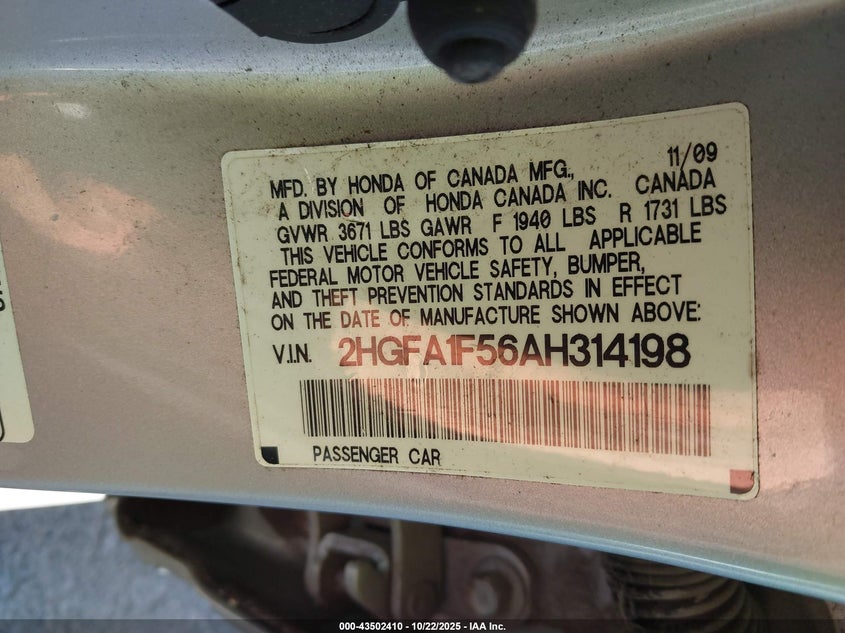 11/09
MFD. BY HONDA OF CANADA MFG.,
A DIVISION OF HONDA CANADA INC. CANADA
GVWR 3671 LBS GAWR F 1940 LBS R 1731 LBS
THIS VEHICLE CONFORMS TO ALL APPLICABLE
FEDERAL MOTOR VEHICLE SAFETY, BUMPER,
AND THEFT PREVENTION STANDARDS IN EFFECT
ON THE DATE OF MANUFACTURE SHOWN ABOVE:
V.I.N. 2HGFA1F56AH314198
PASSENGER CAR
000-43502410 - 10/22/2025 - IAA Inc.